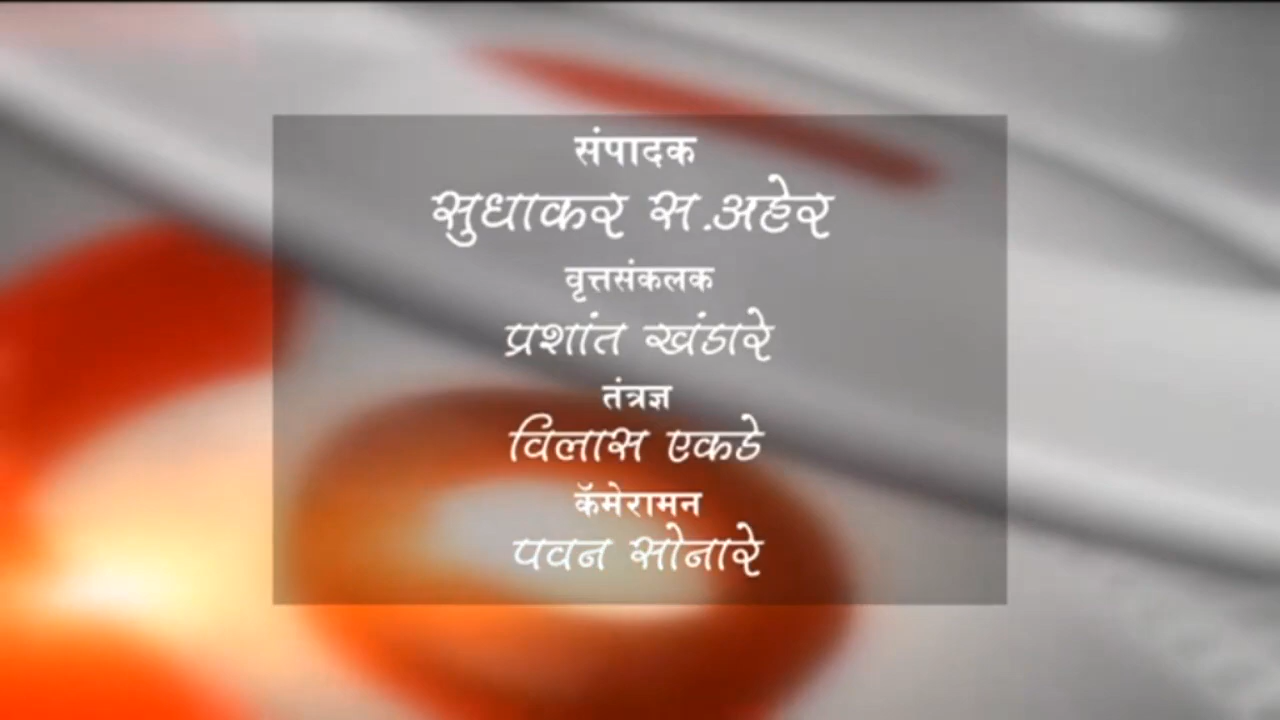 संपादक
सुधाकर स.अहेर
वृत्तसंकलक
प्रशांत खंडारे
तंत्रज्ञ
विलास एकडे
कॅमेरामन
पवन सोनारे